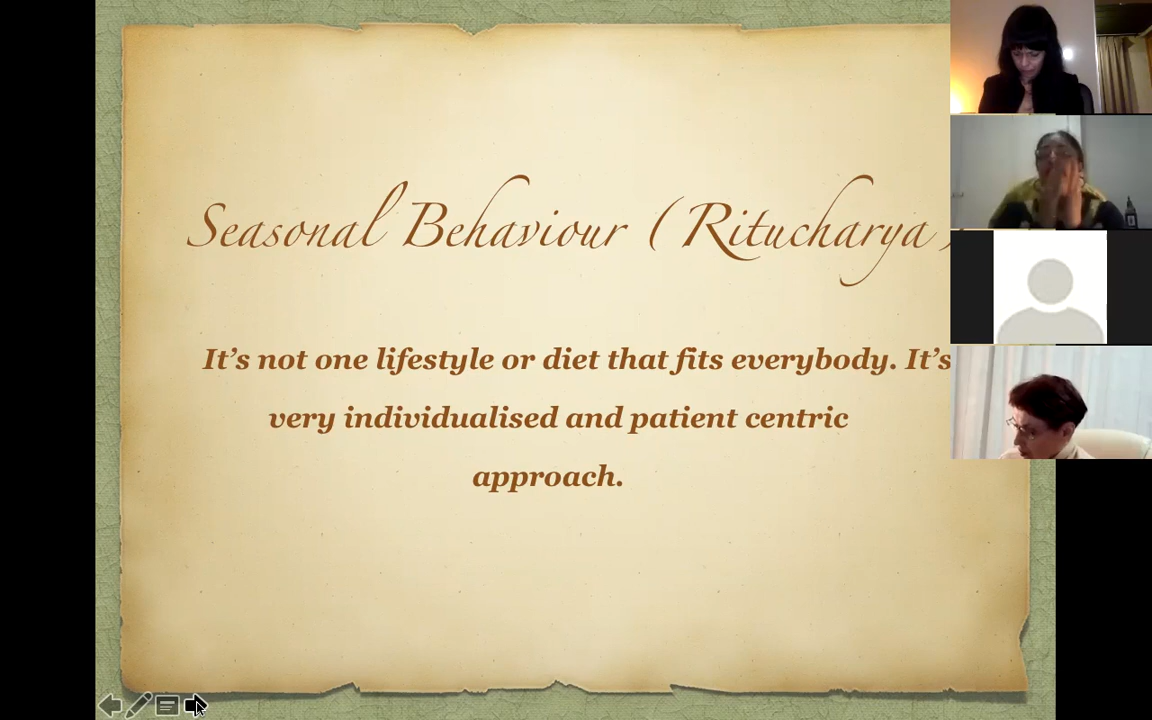 Seasonal Behaviour ( Ritucharya )
It's not one lifestyle or diet that fits everybody. It's
very individualised and patient centric
approach.